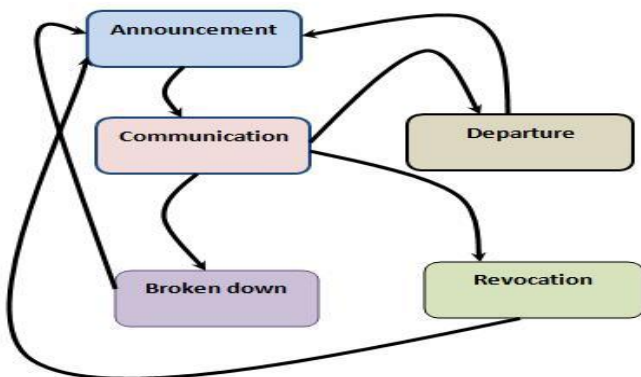 Announcement
Communication
Departure
Broken down
Revocation